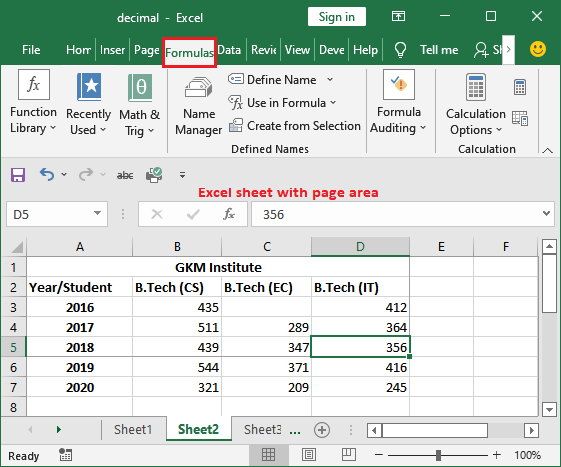 decimal - Excel
Sign in
File Hor Inser Page Formulas Data Revie View Deve Help Tell me Sh
fx
θ
Function Library
Recently Used
Math & Trig
Name Manager
Define Name
Use in Formula
Create from Selection
Defined Names
Formula Auditing
Calculation Options
Calculation
abc
Excel sheet with page area
D5 fx 356
A B C D E F
1 GKM Institute
2 Year/Student B.Tech (CS) B.Tech (EC) B.Tech (IT)
3 2016 435 412
4 2017 511 289 364
5 2018 439 347 356
6 2019 544 371 416
7 2020 321 209 245
8
Sheet1 Sheet2 Sheet3 ...
Ready 100%